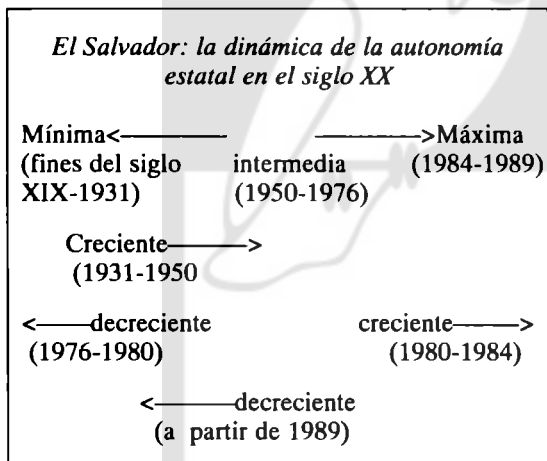 El Salvador: la dinámica de la autonomía
estatal en el siglo XX
Mínima<———— ————>Máxima
(fines del siglo intermedia (1984-1989)
XIX-1931) (1950-1976)
Creciente———>
(1931-1950
<——decreciente creciente——>
(1976-1980) (1980-1984)
<———decreciente
(a partir de 1989)